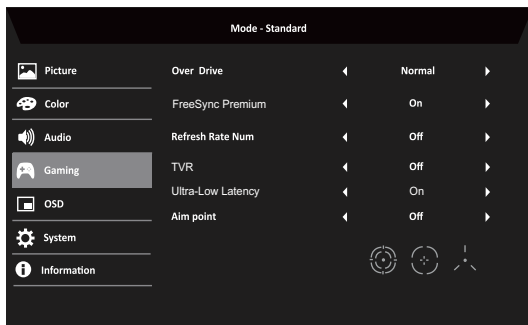 Mode - Standard
Picture
Over Drive Normal
Color
FreeSync Premium On
Audio
Refresh Rate Num Off
Gaming
TVR Off
Ultra-Low Latency On
OSD
Aim point Off
System
Information